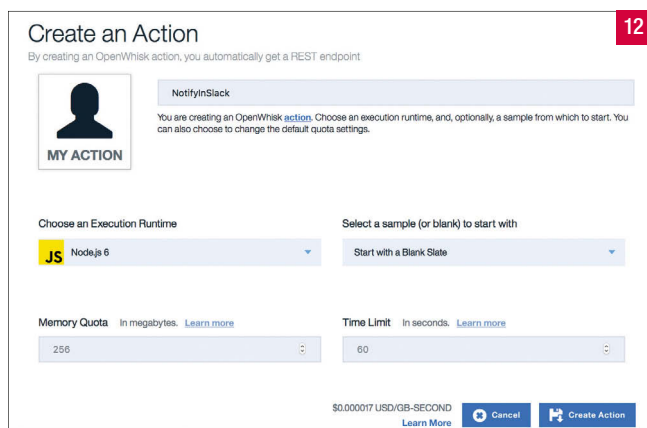 12
Create an Action
By creating an OpenWhisk action, you automatically get a REST endpoint
NotifyInSlack
You are creating an OpenWhisk action. Choose an execution runtime, and, optionally, a sample from which to start. You
can also choose to change the default quota settings.
MY ACTION
Choose an Execution Runtime
Select a sample (or blank) to start with
JS Node.js 6
Start with a Blank Slate
Memory Quota In megabytes. Learn more
Time Limit In seconds. Learn more
256
60
$0.000017 USD/GB-SECOND
Learn More
Cancel
Create Action